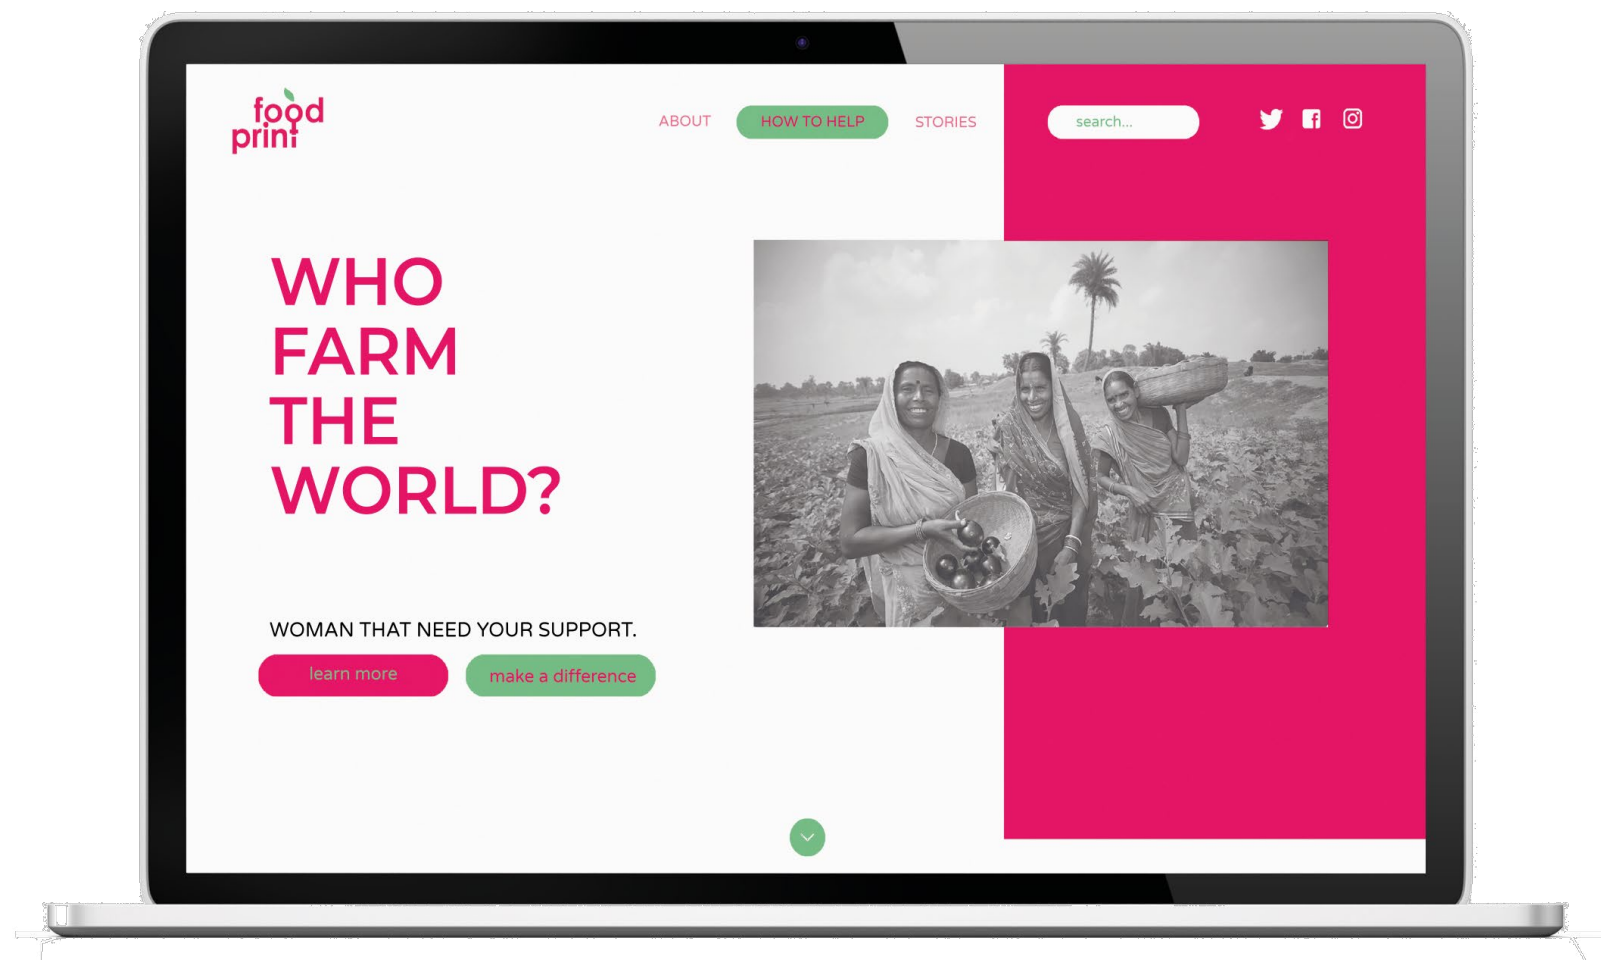 food
print
ABOUT
HOW TO HELP
STORIES
search...
WHO
FARM
THE
WORLD?
WOMAN THAT NEED YOUR SUPPORT.
learn more
make a difference